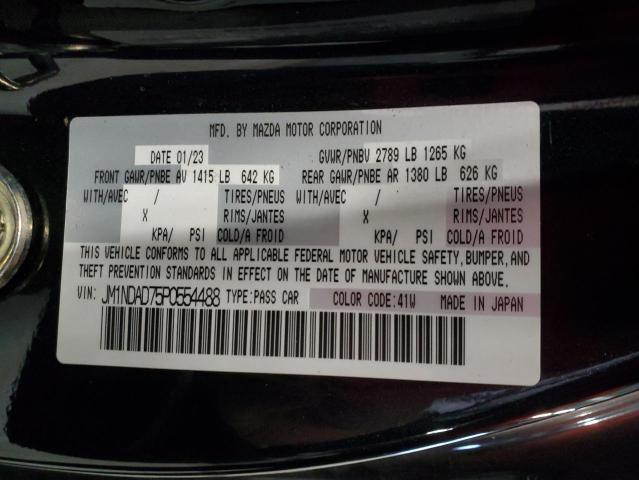 MFD. BY MAZDA MOTOR CORPORATION
DATE 01/23 GVWR/PNBV 2789 LB 1265 KG
FRONT GAWR/PNBE AV 1415 LB 642 KG REAR GAWR/PNBE AR 1380 LB 626 KG
WITH/AVEC / TIRES/PNEUS WITH/AVEC / TIRES/PNEUS
X RIMS/JANTES X RIMS/JANTES
KPA/ PSI COLD/A FROID KPA/ PSI COLD/A FROID
THIS VEHICLE CONFORMS TO ALL APPLICABLE FEDERAL MOTOR VEHICLE SAFETY, BUMPER, AND
THEFT PREVENTION STANDARDS IN EFFECT ON THE DATE OF MANUFACTURE SHOWN ABOVE.
VIN: JM1NDAD75P0554488 TYPE:PASS CAR COLOR CODE:41W MADE IN JAPAN